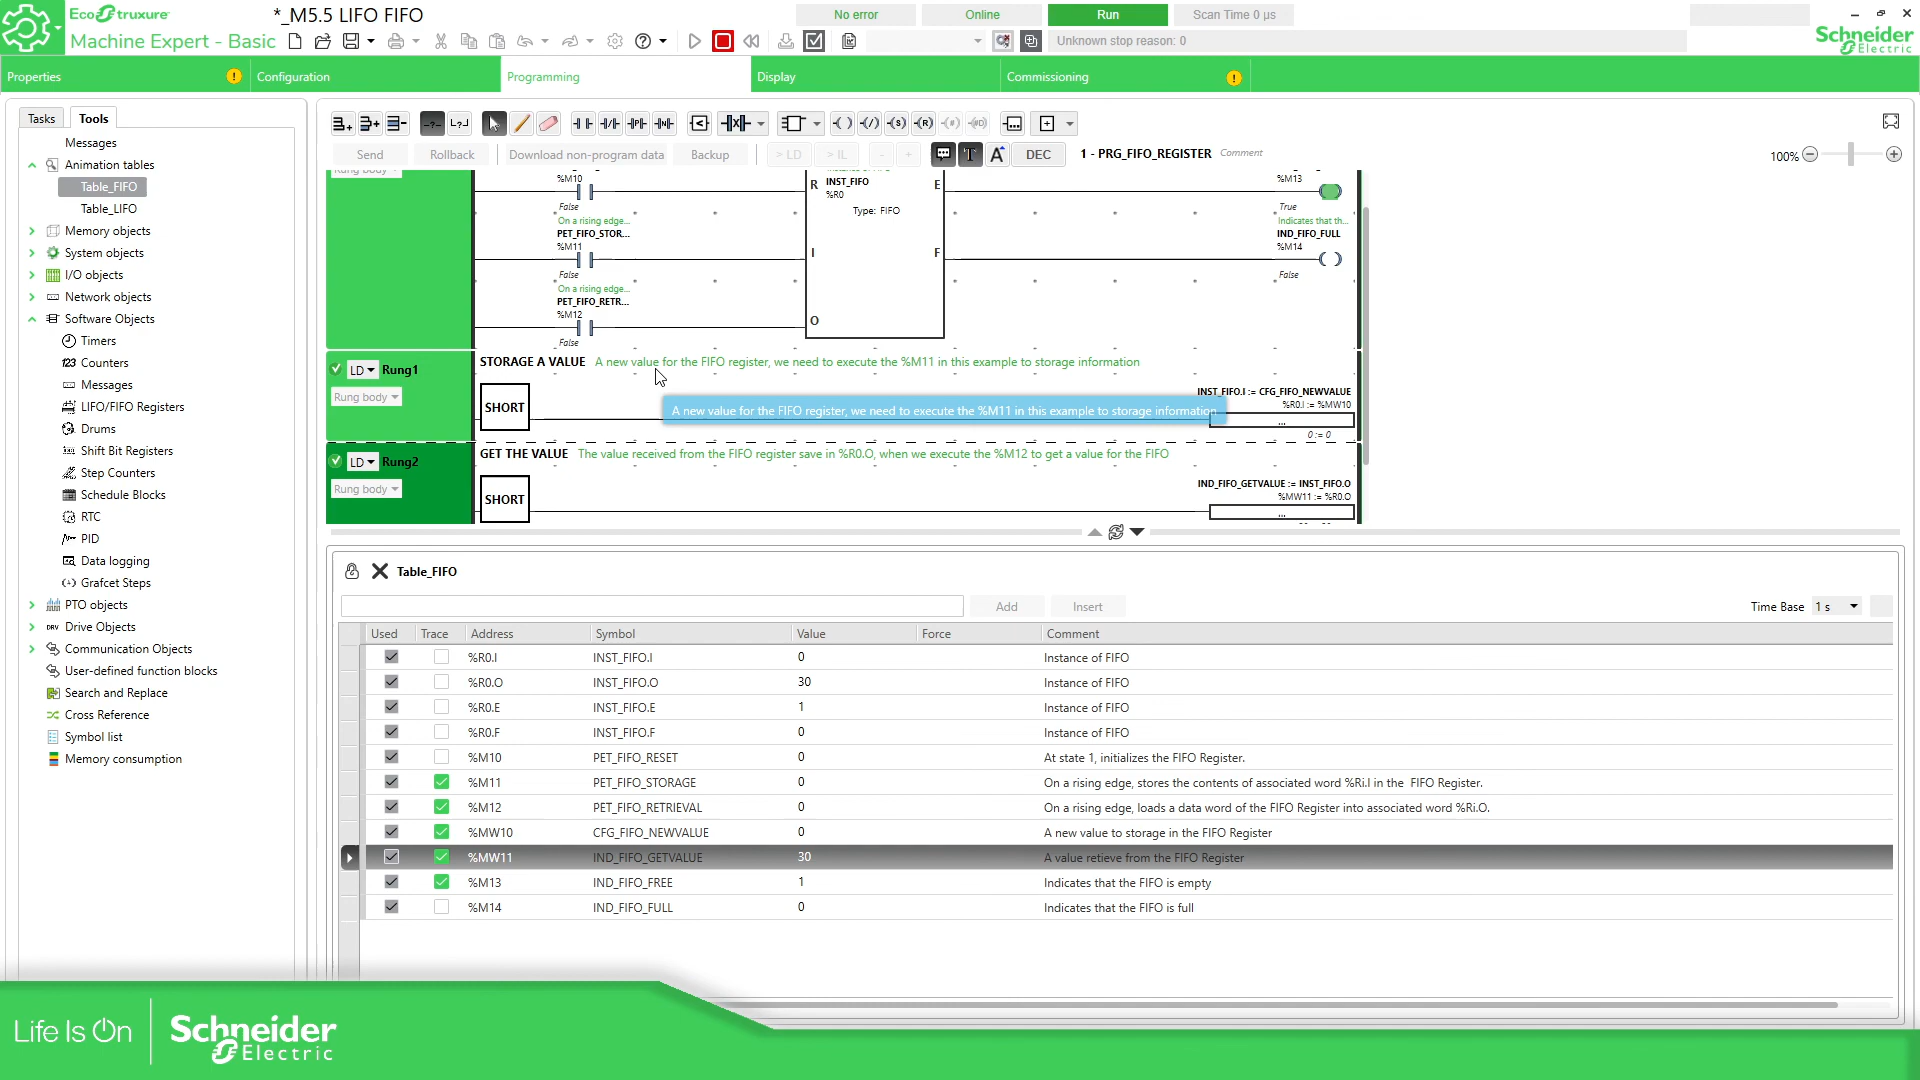 EcoStruxure
Machine Expert - Basic
*_M5.5 LIFO FIFO
No error
Online
Run
Scan Time 0 µs
Unknown stop reason: 0
Schneider
Electric
Properties
Configuration
Programming
Display
Commissioning
Tasks
Tools
Messages
Animation tables
Table_FIFO
Table_LIFO
Memory objects
System objects
I/O objects
Network objects
Software Objects
Timers
Counters
Messages
LIFO/FIFO Registers
Drums
Shift Bit Registers
Step Counters
Schedule Blocks
RTC
PID
Data logging
Grafcet Steps
PTO objects
Drive Objects
Communication Objects
User-defined function blocks
Search and Replace
Cross Reference
Symbol list
Memory consumption
Send
Rollback
Download non-program data
Backup
> LD
> IL
-
+
DEC
1 - PRG_FIFO_REGISTER
Comment
100%
Rung body
%M10
False
On a rising edge...
PET_FIFO_STOR...
%M11
False
On a rising edge...
PET_FIFO_RETR...
%M12
False
R
INST_FIFO
%R0
Type: FIFO
E
I
F
O
%M13
True
Indicates that th...
IND_FIFO_FULL
%M14
False
LD
Rung1
Rung body
STORAGE A VALUE
A new value for the FIFO register, we need to execute the %M11 in this example to storage information
SHORT
INST_FIFO.I := CFG_FIFO_NEWVALUE
%R0.I := %MW10
...
0 := 0
A new value for the FIFO register, we need to execute the %M11 in this example to storage information
LD
Rung2
Rung body
GET THE VALUE
The value received from the FIFO register save in %R0.O, when we execute the %M12 to get a value for the FIFO
SHORT
IND_FIFO_GETVALUE := INST_FIFO.O
%MW11 := %R0.O
...
Table_FIFO
Add
Insert
Time Base
1 s
Used Trace Address Symbol Value Force Comment
%R0.I INST_FIFO.I 0 Instance of FIFO
%R0.O INST_FIFO.O 30 Instance of FIFO
%R0.E INST_FIFO.E 1 Instance of FIFO
%R0.F INST_FIFO.F 0 Instance of FIFO
%M10 PET_FIFO_RESET 0 At state 1, initializes the FIFO Register.
%M11 PET_FIFO_STORAGE 0 On a rising edge, stores the contents of associated word %Ri.I in the FIFO Register.
%M12 PET_FIFO_RETRIEVAL 0 On a rising edge, loads a data word of the FIFO Register into associated word %Ri.O.
%MW10 CFG_FIFO_NEWVALUE 0 A new value to storage in the FIFO Register
%MW11 IND_FIFO_GETVALUE 30 A value retieve from the FIFO Register
%M13 IND_FIFO_FREE 1 Indicates that the FIFO is empty
%M14 IND_FIFO_FULL 0 Indicates that the FIFO is full
Life Is On
Schneider
Electric